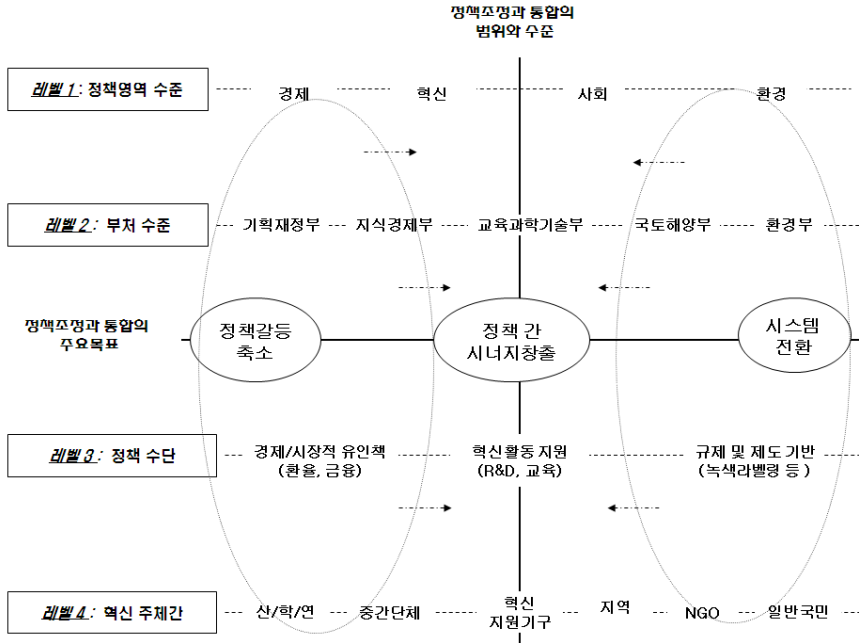 정책조정과 통합의
범위와 수준
레벨 1 : 정책영역 수준
경제
혁신
사회
환경
레벨 2 : 부처 수준
기획재정부
지식경제부
교육과학기술부
국토해양부
환경부
정책조정과 통합의
주요목표
정책갈등
축소
정책 간
시너지창출
시스템
전환
레벨 3 : 정책 수단
경제/시장적 유인책
(환율, 금융)
혁신활동 지원
(R&D, 교육)
규제 및 제도 기반
(녹색라벨령 등 )
레벨 4 : 혁신 주체간
산/학/연
중간단체
혁신
지원기구
지역
NGO
일반국민